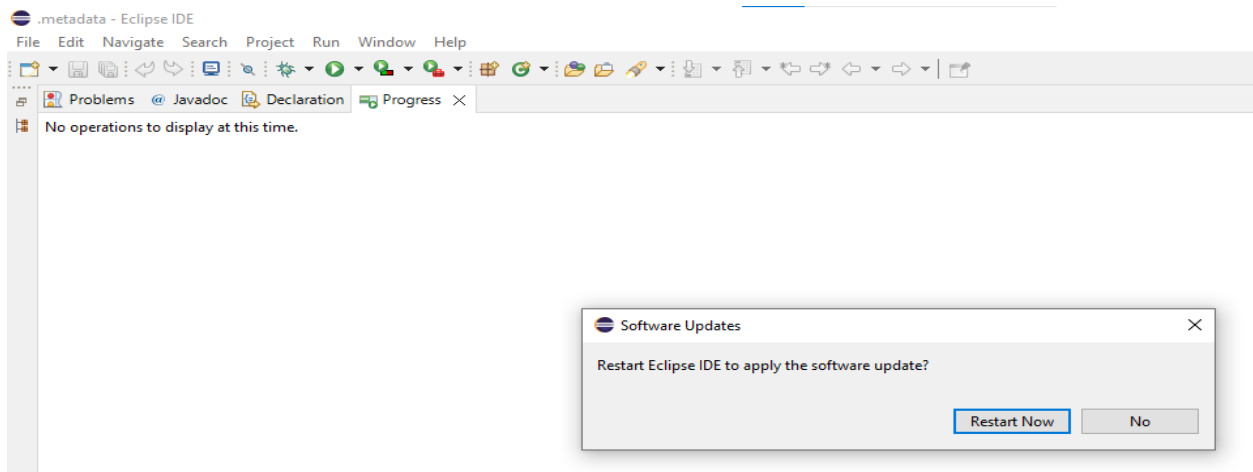 .metadata - Eclipse IDE
File Edit Navigate Search Project Run Window Help
Problems @ Javadoc Declaration Progress
No operations to display at this time.
Software Updates
Restart Eclipse IDE to apply the software update?
Restart Now No